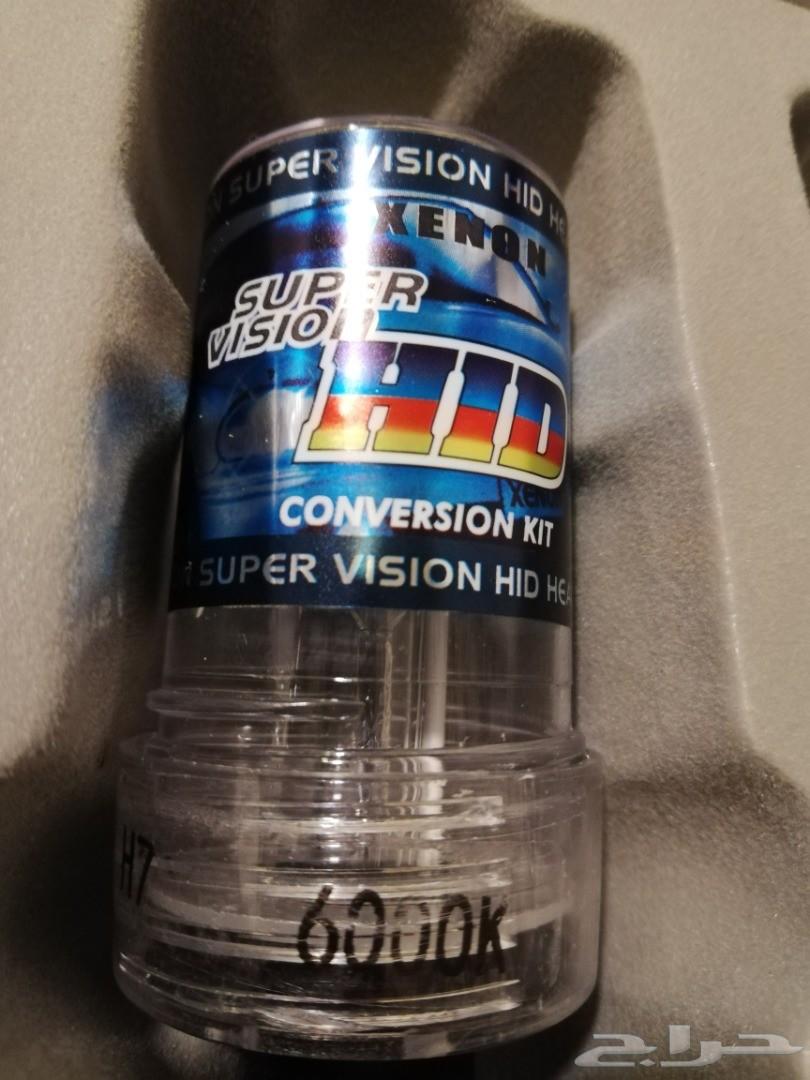 SUPER VISION HID
XENON
SUPER
VISION
HID
CONVERSION KIT
SUPER VISION HID
H7
6000K
حراج